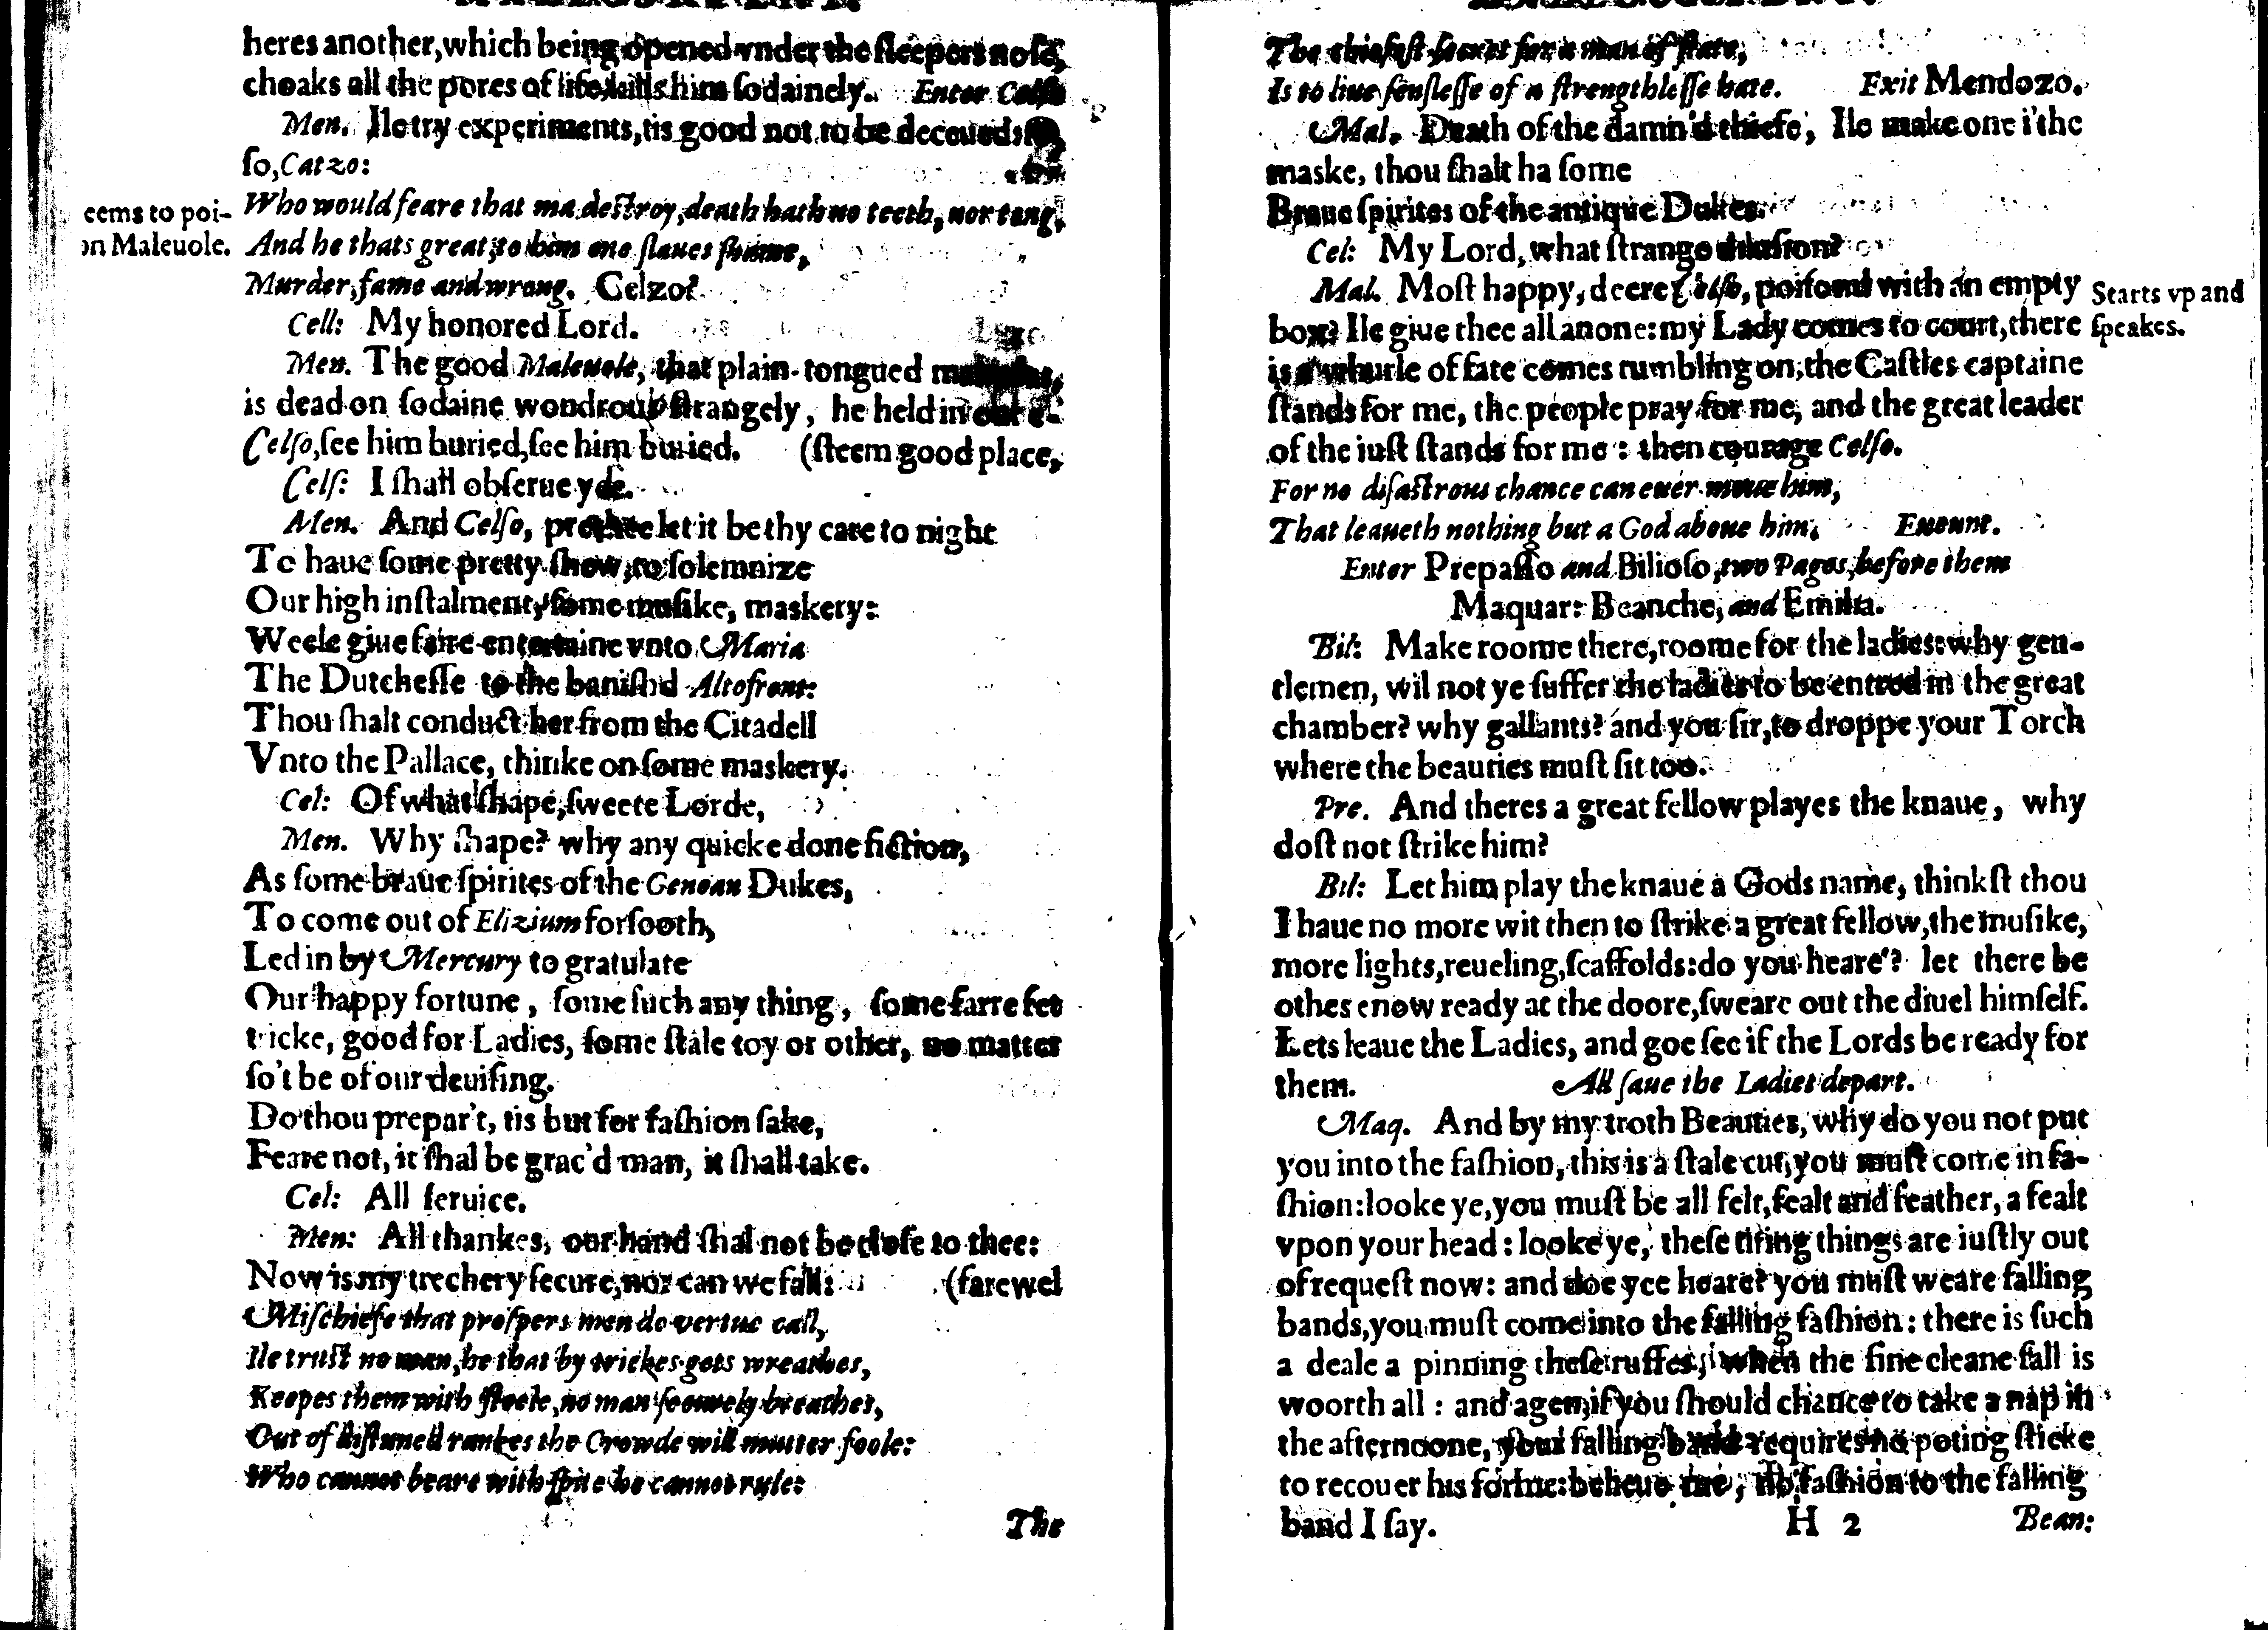 heres another,which being opened vnder the ſleepers noſe,
choaks all the pores of life,kills him ſodainely. Enter Celſo
Men. Ile try experiments,tis good not to be deceiued: ſo,
ſo,Catzo:
ceems to poi-
on Maleuole.
Who would feare that may deſtroy,death hath no teeth, nor tong,
And he thats great,to him are ſlaues ſhame,
Murder,fame and wrong. Celzo?
Cell: My honored Lord.
Men. The good Maleuole, that plain-tongued
is dead on ſodaine wondrous ſtrangely, he held in our e-
Celſo,ſee him buried,ſee him buried. (ſteem good place,
Celſ: I ſhall obſerue yée.
Men. And Celſo, prethee let it be thy care to night
To haue ſome pretty ſhow,to ſolemnize
Our high inſtalment,ſome muſike, maskery:
Weele giue faire entertaine vnto Maria
The Dutcheſſe to the baniſhd Altofront:
Thou ſhalt conduct her from the Citadell
Vnto the Pallace, thinke on ſome maskery.
Cel: Of what ſhape,ſweete Lorde,
Men. Why ſhape? why any quicke done fiction,
As ſome braue ſpirites of the Genoan Dukes,
To come out of Elizium forſooth,
Led in by Mercury to gratulate
Our happy fortune, ſome ſuch any thing, ſome farre fet
tricke, good for Ladies, ſome ſtale toy or other, no matter
ſo't be of our deuiſing.
Do thou prepar't, tis but for faſhion ſake,
Feare not, it ſhal be grac'd man, it ſhall take.
Cel: All ſeruice.
Men: All thankes, our hand ſhal not be cloſe to thee:
Now is my trechery ſecure,nor can we fall: (farewel
Miſchiefe that proſpers men do vertue call,
Ile truſt no man,he that by trickes gets wreathes,
Keepes them with ſteele,no man ſecurely breathes,
Out of rankes the Crowde will mutter foole:
Who cannot beare with ſpite he cannot rule:
The
The chiefeſt ſecret for a man of ſtate,
Is to liue ſenſleſſe of a ſtrengthleſſe hate. Exit Mendozo.
Mal. Death of the damn'd thiefe, Ile make one i'the
maske, thou ſhalt ha ſome
Braue ſpirites of the antique Dukes.
Cel: My Lord,what ſtrange
Mal. Moſt happy, deere Celſo, poiſond with an empty
box? Ile giue thee all anone: my Lady comes to court,there
is a whurle of fate comes tumbling on,the Caſtles captaine
ſtands for me, the people pray for me, and the great leader
of the iuſt ſtands for me : then courage Celſo.
Starts vp and
ſpeakes.
For no diſaſtrous chance can euer moue him,
That leaueth nothing but a God aboue him. Exeunt.
Enter Prepaſſo and Bilioſo,two Pages,before them
Maquar: Beanche, and Emilia.
Bil: Make roome there,roome for the ladies:why gen-
tlemen, wil not ye ſuffer the ladies to be entred in the great
chamber? why gallants? and you ſir,to droppe your Torch
where the beauties muſt ſit too.
Pre. And theres a great fellow playes the knaue, why
doſt not ſtrike him?
Bil: Let him play the knaue a Gods name, thinkſt thou
I haue no more wit then to ſtrike a great fellow,the muſike,
more lights,reueling,ſcaffolds:do you heare? let there be
othes enow ready at the doore,ſweare out the diuel himſelf.
Lets leaue the Ladies, and goe ſee if the Lords be ready for
them. All ſaue the Ladies depart.
Maq. And by my troth Beauties, why do you not put
you into the faſhion, this is a ſtale cut,you muſt come in fa-
ſhion:looke ye,you muſt be all felt,fealt and feather, a fealt
vpon your head : looke ye, theſe tiring things are iuſtly out
of requeſt now: and doe yee heare? you muſt weare falling
bands,you muſt come into the falling faſhion : there is ſuch
a deale a pinning theſe ruffes, when the fine cleane fall is
woorth all : and agen,if you ſhould chance to take a nap in
the afternoone, your falling band requires no poting ſticke
to recouer his forme:beleeue me, no faſhion to the falling
band I ſay. H 2 Bean: